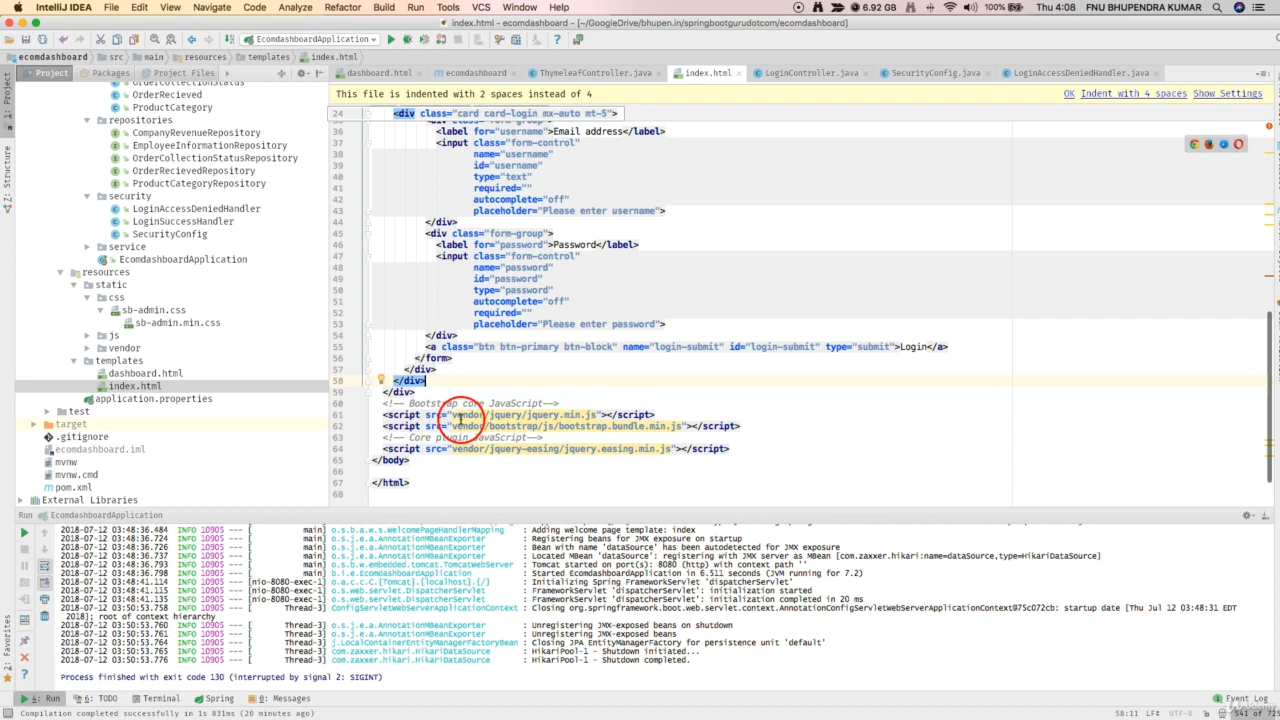 IntelliJ IDEA File Edit View Navigate Code Analyze Refactor Build Run Tools VCS Window Help 6.92 GB 100% Thu 4:08 FNU BHUPENDRA KUMAR
index.html - ecomdashboard - [~/GoogleDrive/bhupen.in/springbootgurudotcom/ecomdashboard]
EcomdashboardApplication
ecomdashboard src main resources templates index.html
Project Packages Project Files
dashboard.html ecomdashboard ThymeleafController.java index.html LoginController.java SecurityConfig.java LoginAccessDeniedHandler.java
This file is indented with 2 spaces instead of 4 OK Indent with 4 spaces Show Settings
1: Project
Z: Structure
2: Favorites
OrderRecieved
ProductCategory
repositories
CompanyRevenueRepository
EmployeeInformationRepository
OrderCollectionStatusRepository
OrderRecievedRepository
ProductCategoryRepository
security
LoginAccessDeniedHandler
LoginSuccessHandler
SecurityConfig
service
EcomdashboardApplication
resources
static
css
sb-admin.css
sb-admin.min.css
js
vendor
templates
dashboard.html
index.html
application.properties
test
target
.gitignore
ecomdashboard.iml
mvnw
mvnw.cmd
pom.xml
External Libraries
24 <div class="card card-login mx-auto mt-5">
<div class="form-group">
36 <label for="username">Email address</label>
37 <input class="form-control"
38 name="username"
39 id="username"
40 type="text"
41 required=""
42 autocomplete="off"
43 placeholder="Please enter username">
44 </div>
45 <div class="form-group">
46 <label for="password">Password</label>
47 <input class="form-control"
48 name="password"
49 id="password"
50 type="password"
51 autocomplete="off"
52 required=""
53 placeholder="Please enter password">
54 </div>
55 <a class="btn btn-primary btn-block" name="login-submit" id="login-submit" type="submit">Login</a>
56 </form>
57 </div>
58 </div>
59 </div>
60 <!-- Bootstrap core JavaScript-->
61 <script src="vendor/jquery/jquery.min.js"></script>
62 <script src="vendor/bootstrap/js/bootstrap.bundle.min.js"></script>
63 <!-- Core plugin JavaScript-->
64 <script src="vendor/jquery-easing/jquery.easing.min.js"></script>
65 </body>
66
67 </html>
68
Run EcomdashboardApplication
2018-07-12 03:48:36.484 INFO 10905 --- [ main] o.s.b.a.w.s.WelcomePageHandlerMapping : Adding welcome page template: index
2018-07-12 03:48:36.724 INFO 10905 --- [ main] o.s.j.e.a.AnnotationMBeanExporter : Registering beans for JMX exposure on startup
2018-07-12 03:48:36.727 INFO 10905 --- [ main] o.s.j.e.a.AnnotationMBeanExporter : Bean with name 'dataSource' has been autodetected for JMX exposure
2018-07-12 03:48:36.737 INFO 10905 --- [ main] o.s.j.e.a.AnnotationMBeanExporter : Located MBean 'dataSource': registering with JMX server as MBean [com.zaxxer.hikari:name=dataSource,type=HikariDataSource]
2018-07-12 03:48:36.793 INFO 10905 --- [ main] o.s.b.w.embedded.tomcat.TomcatWebServer : Tomcat started on port(s): 8080 (http) with context path ''
2018-07-12 03:48:36.796 INFO 10905 --- [ main] b.i.e.EcomdashboardApplication : Started EcomdashboardApplication in 6.511 seconds (JVM running for 7.2)
2018-07-12 03:48:41.114 INFO 10905 --- [nio-8080-exec-1] o.a.c.c.C.[Tomcat].[localhost].[/] : Initializing Spring FrameworkServlet 'dispatcherServlet'
2018-07-12 03:48:41.114 INFO 10905 --- [nio-8080-exec-1] o.s.web.servlet.DispatcherServlet : FrameworkServlet 'dispatcherServlet': initialization started
2018-07-12 03:48:41.134 INFO 10905 --- [nio-8080-exec-1] o.s.web.servlet.DispatcherServlet : FrameworkServlet 'dispatcherServlet': initialization completed in 20 ms
2018-07-12 03:50:53.758 INFO 10905 --- [ Thread-3] ConfigServletWebServerApplicationContext : Closing org.springframework.boot.web.servlet.context.AnnotationConfigServletWebServerApplicationContext@75c072cb: startup date [Thu Jul 12 03:48:31 EDT
2018]; root of context hierarchy
2018-07-12 03:50:53.760 INFO 10905 --- [ Thread-3] o.s.j.e.a.AnnotationMBeanExporter : Unregistering JMX-exposed beans on shutdown
2018-07-12 03:50:53.761 INFO 10905 --- [ Thread-3] o.s.j.e.a.AnnotationMBeanExporter : Unregistering JMX-exposed beans
2018-07-12 03:50:53.763 INFO 10905 --- [ Thread-3] j.LocalContainerEntityManagerFactoryBean : Closing JPA EntityManagerFactory for persistence unit 'default'
2018-07-12 03:50:53.766 INFO 10905 --- [ Thread-3] com.zaxxer.hikari.HikariDataSource : HikariPool-1 - Shutdown initiated...
2018-07-12 03:50:53.776 INFO 10905 --- [ Thread-3] com.zaxxer.hikari.HikariDataSource : HikariPool-1 - Shutdown completed.
Process finished with exit code 130 (interrupted by signal 2: SIGINT)
4: Run 6: TODO Terminal Spring 0: Messages Event Log
Compilation completed successfully in 1s 831ms (20 minutes ago) 58:11 LF÷ UTF-8÷ 541 of 725